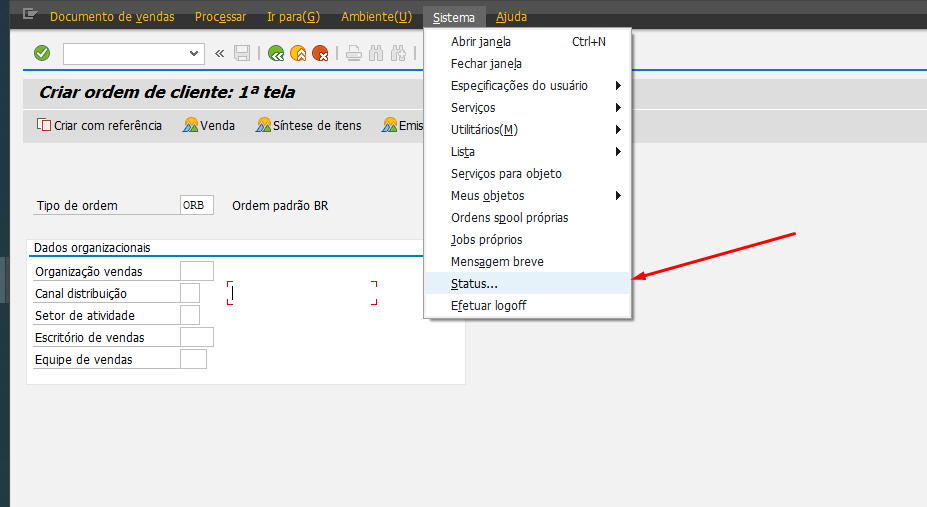 Documento de vendas Processar Ir para(G) Ambiente(U) Sistema Ajuda
Criar ordem de cliente: 1ª tela
Criar com referência Venda Síntese de itens Emis
Tipo de ordem ORB Ordem padrão BR
Dados organizacionais
Organização vendas
Canal distribuição
Setor de atividade
Escritório de vendas
Equipe de vendas
Abrir janela Ctrl+N
Fechar janela
Especificações do usuário
Serviços
Utilitários(M)
Lista
Serviços para objeto
Meus objetos
Ordens spool próprias
Jobs próprios
Mensagem breve
Status...
Efetuar logoff